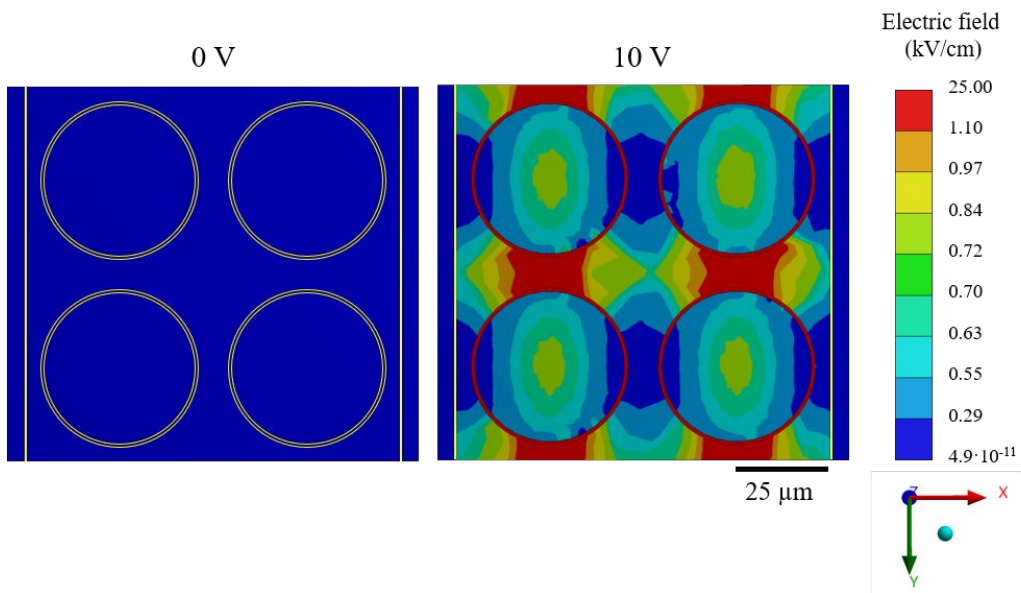 Electric field
(kV/cm)
0 V
10 V
25.00
1.10
0.97
0.84
0.72
0.70
0.63
0.55
0.29
4.9·10⁻¹¹
25 µm
Z
X
Y